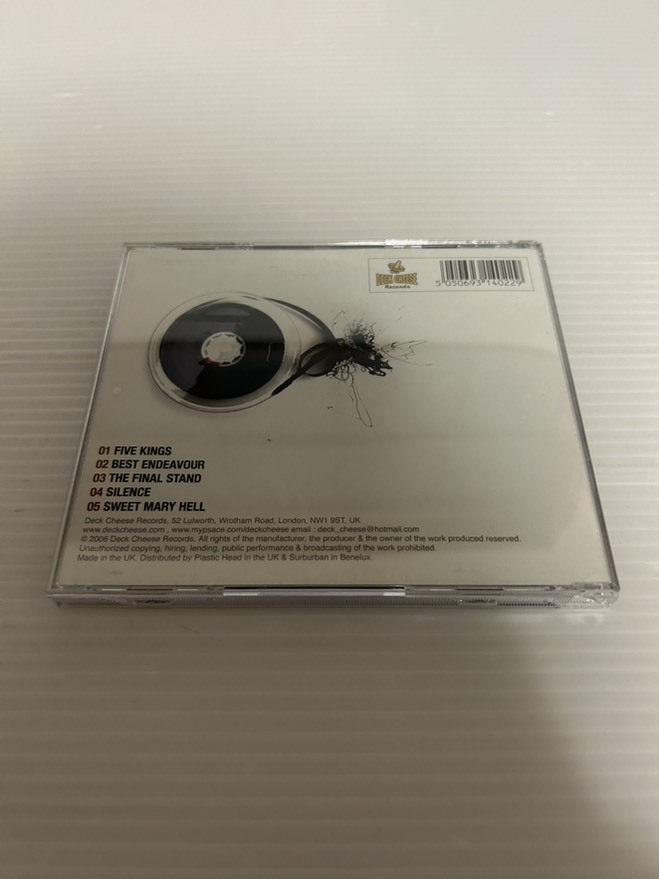 DECK CHEESE
Records
5 050693 140229
01 FIVE KINGS
02 BEST ENDEAVOUR
03 THE FINAL STAND
04 SILENCE
05 SWEET MARY HELL
Deck Cheese Records, 52 Lulworth, Wrotham Road, London, NW1 9ST, UK
www.deckcheese.com , www.mypsace.com/deckcheese email : deck_cheese@hotmail.com
© 2006 Deck Cheese Records. All rights of the manufacturer, the producer & the owner of the work produced reserved.
Unauthorized copying, hiring, lending, public performance & broadcasting of the work prohibited.
Made in the UK. Distributed by Plastic Head in the UK & Surburban in Benelux.